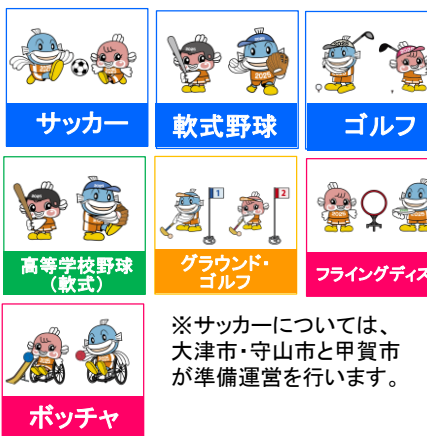 サッカー
軟式野球
ゴルフ
高等学校野球
（軟式）
グラウンド・
ゴルフ
フライングディス
ボッチャ
※サッカーについては、
大津市・守山市と甲賀市
が準備運営を行います。